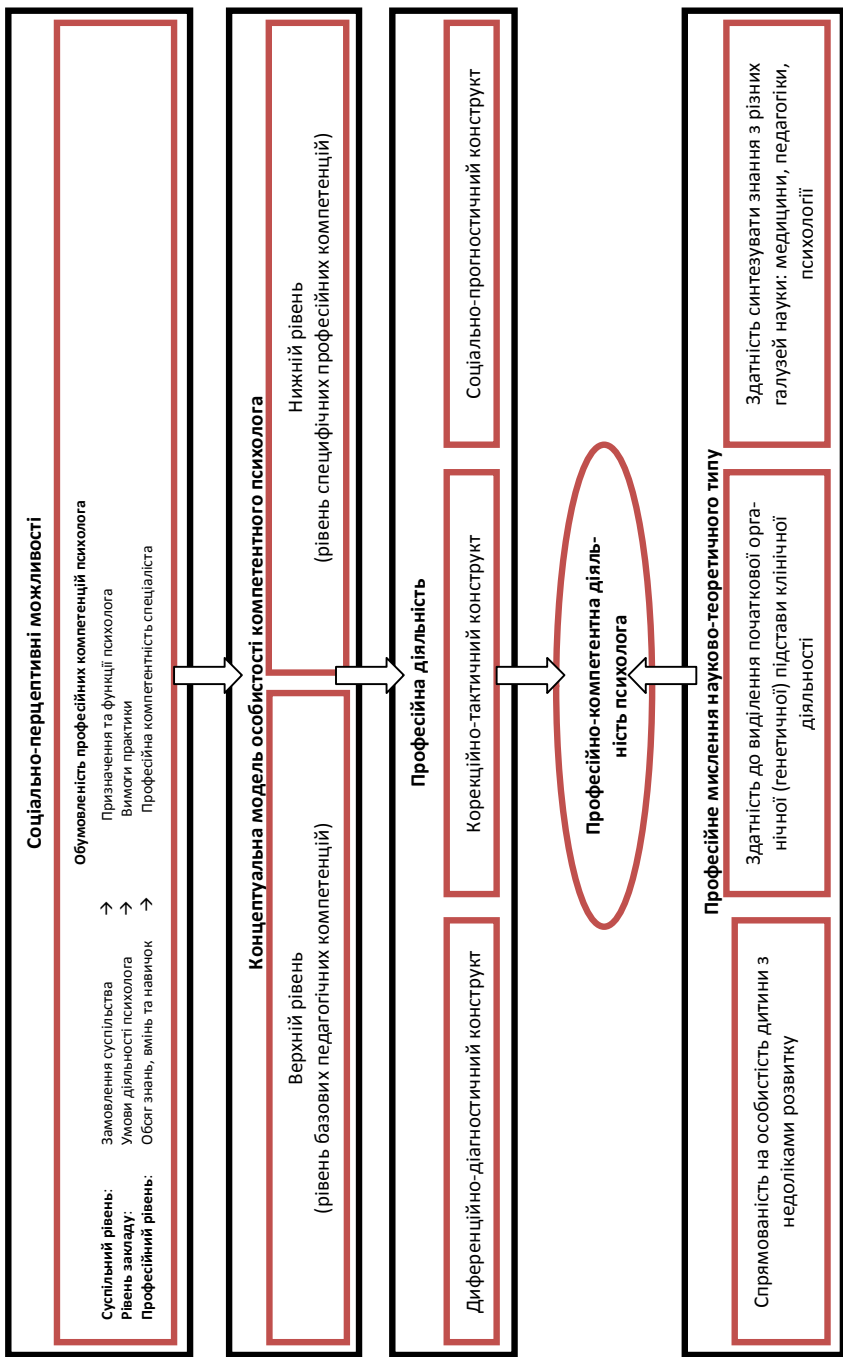 Соціально-перцептивні можливості
Обумовленість професійних компетенцій психолога
Суспільний рівень: Замовлення суспільства → Призначення та функції психолога
Рівень закладу: Умови діяльності психолога → Вимоги практики
Професійний рівень: Обсяг знань, вмінь та навичок → Професійна компетентність спеціаліста
Концептуальна модель особистості компетентного психолога
Верхній рівень
(рівень базових педагогічних компетенцій)
Нижній рівень
(рівень специфічних професійних компетенцій)
Професійна діяльність
Диференційно-діагностичний конструкт
Корекційно-тактичний конструкт
Соціально-прогностичний конструкт
Професійно-компетентна діяль-
ність психолога
Професійне мислення науково-теоретичного типу
Спрямованість на особистість дитини з
недоліками розвитку
Здатність до виділення початкової орга-
нічної (генетичної) підстави клінічної
діяльності
Здатність синтезувати знання з різних
галузей науки: медицини, педагогіки,
психології